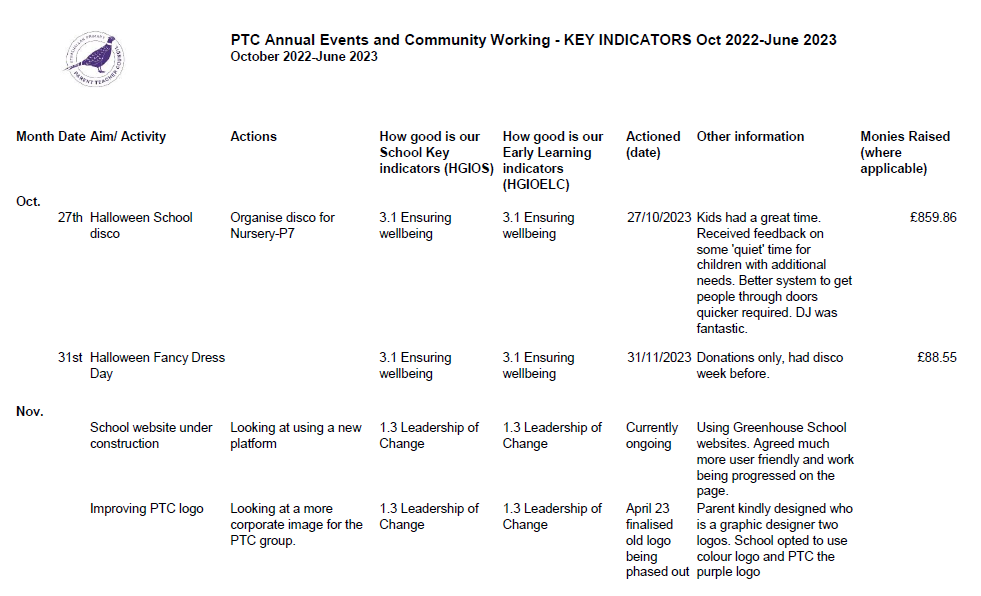 PRIMARY
PARENT TEACHER COUNCIL
PTC Annual Events and Community Working - KEY INDICATORS Oct 2022-June 2023
October 2022-June 2023
Month Date Aim/ Activity
Actions
How good is our
School Key
indicators (HGIOS)
How good is our
Early Learning
indicators
(HGIOELC)
Actioned
(date)
Other information
Monies Raised
(where
applicable)
Oct.
27th
Halloween School
disco
Organise disco for
Nursery-P7
3.1 Ensuring
wellbeing
3.1 Ensuring
wellbeing
27/10/2023
Kids had a great time.
Received feedback on
some 'quiet' time for
children with additional
needs. Better system to get
people through doors
quicker required. DJ was
fantastic.
£859.86
31st
Halloween Fancy Dress
Day
3.1 Ensuring
wellbeing
3.1 Ensuring
wellbeing
31/11/2023
Donations only, had disco
week before.
£88.55
Nov.
School website under
construction
Looking at using a new
platform
1.3 Leadership of
Change
1.3 Leadership of
Change
Currently
ongoing
Using Greenhouse School
websites. Agreed much
more user friendly and work
being progressed on the
page.
Improving PTC logo
Looking at a more
corporate image for the
PTC group.
1.3 Leadership of
Change
1.3 Leadership of
Change
April 23
finalised
old logo
being
phased out
Parent kindly designed who
is a graphic designer two
logos. School opted to use
colour logo and PTC the
purple logo